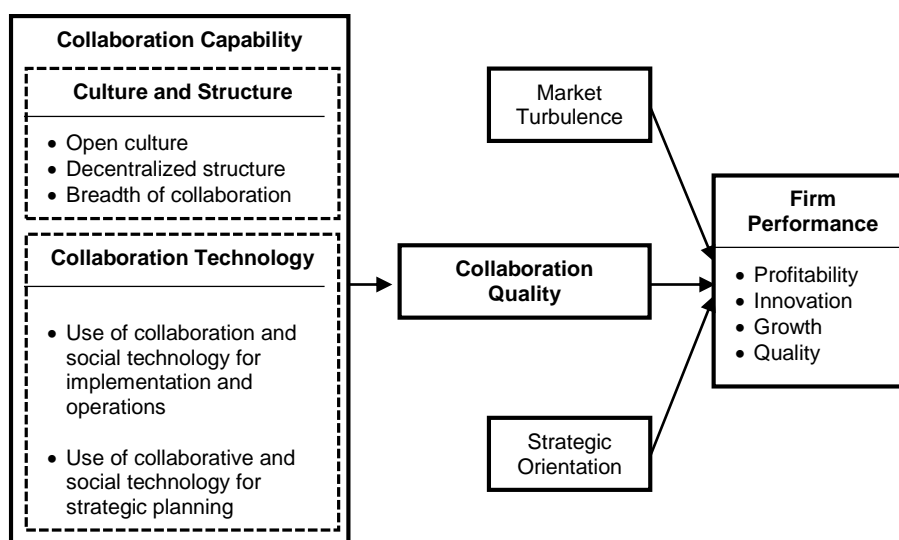 Collaboration Capability
Culture and Structure
• Open culture
• Decentralized structure
• Breadth of collaboration
Collaboration Technology
• Use of collaboration and
social technology for
implementation and
operations
• Use of collaborative and
social technology for
strategic planning
Collaboration
Quality
Market
Turbulence
Strategic
Orientation
Firm
Performance
• Profitability
• Innovation
• Growth
• Quality